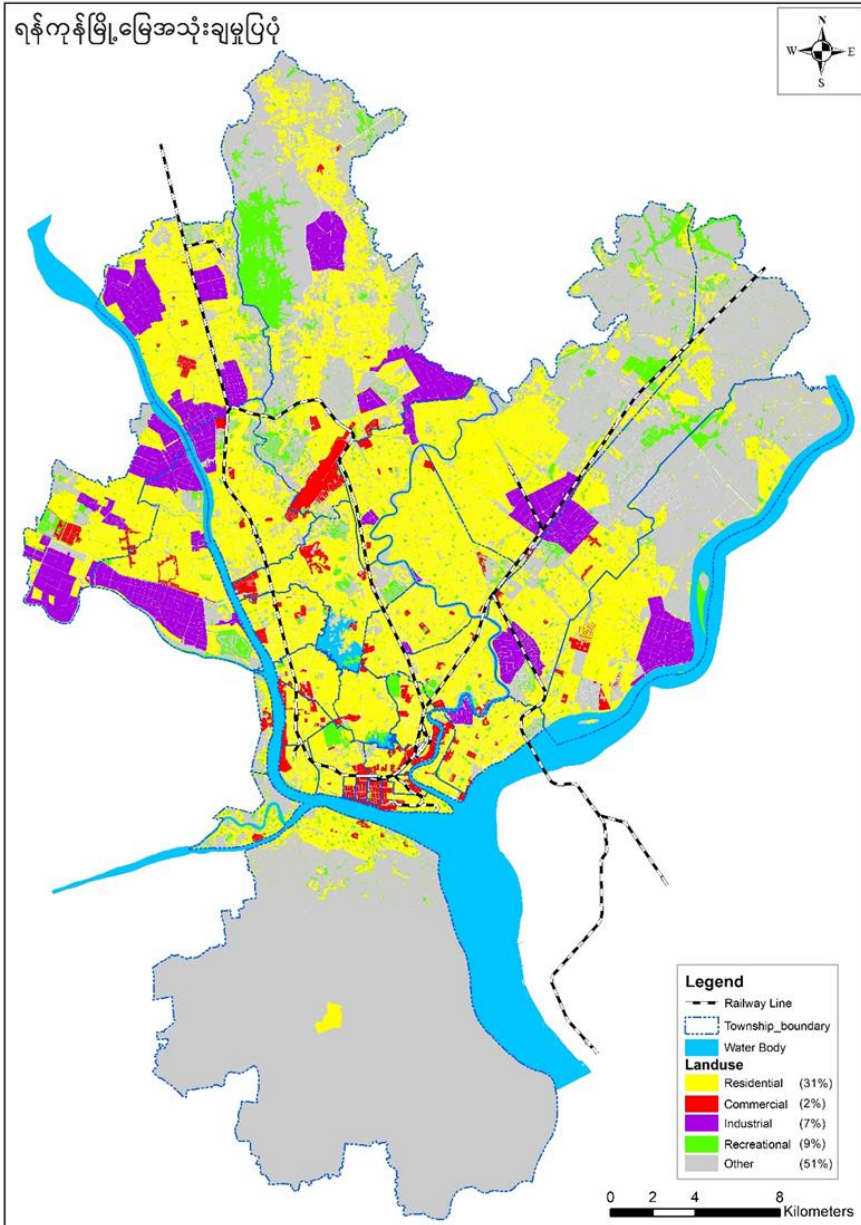 ရန်ကုန်မြို့မြေအသုံးချမှုပြပုံ
N
W E
S
Legend
Railway Line
Township_boundary
Water Body
Landuse
Residential (31%)
Commercial (2%)
Industrial (7%)
Recreational (9%)
Other (51%)
0 2 4 8
Kilometers